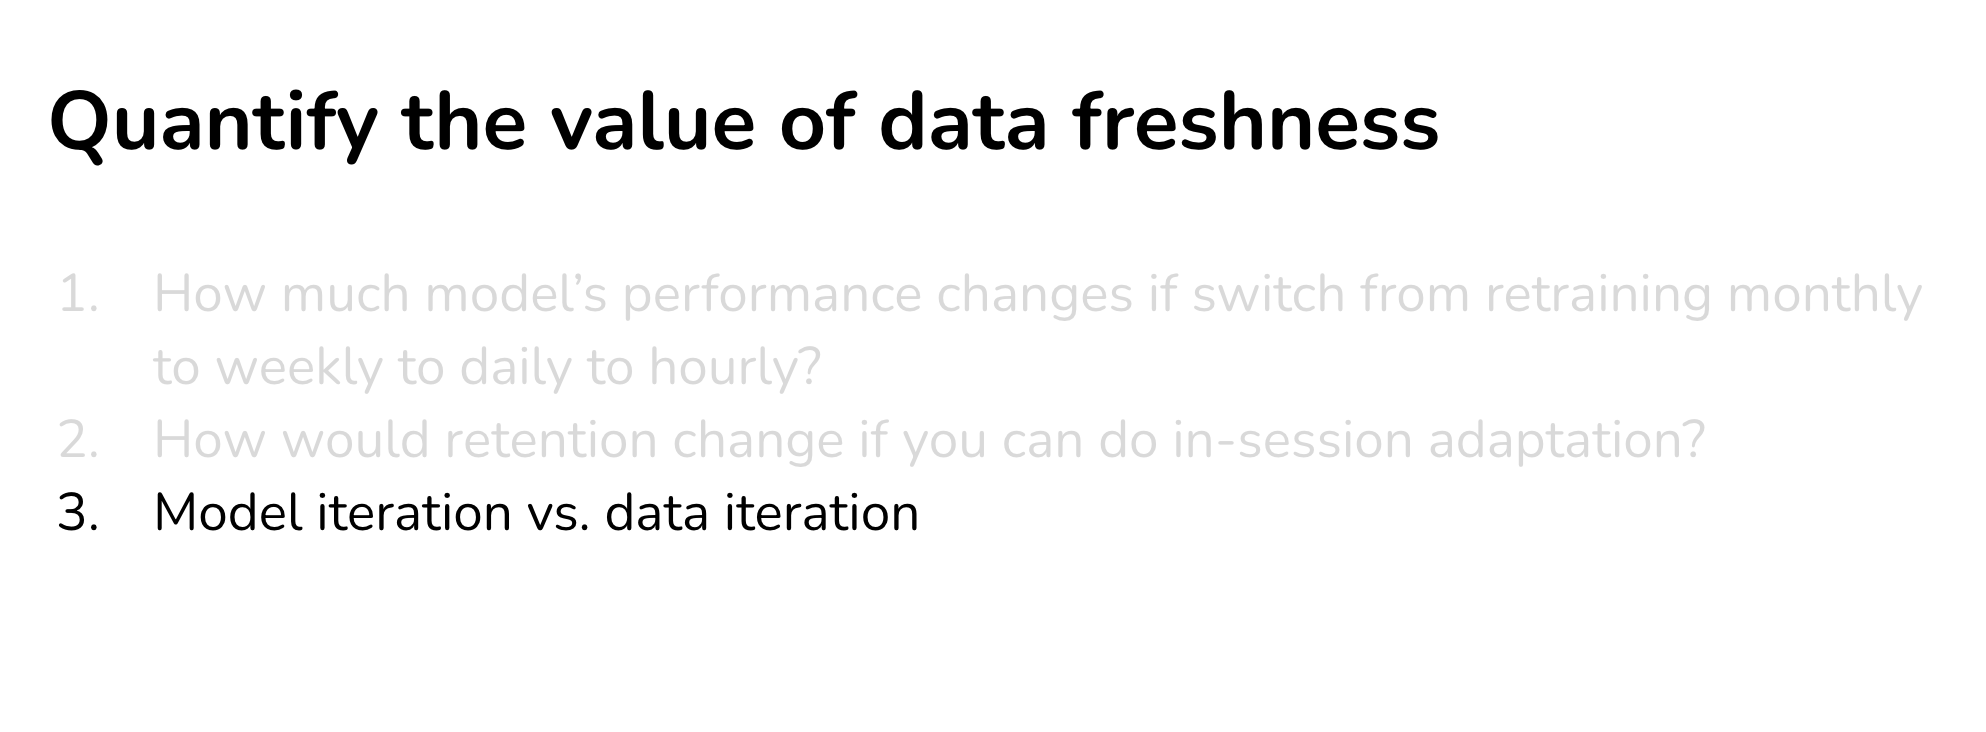 Quantify the value of data freshness
1. How much model’s performance changes if switch from retraining monthly
to weekly to daily to hourly?
2. How would retention change if you can do in-session adaptation?
3. Model iteration vs. data iteration